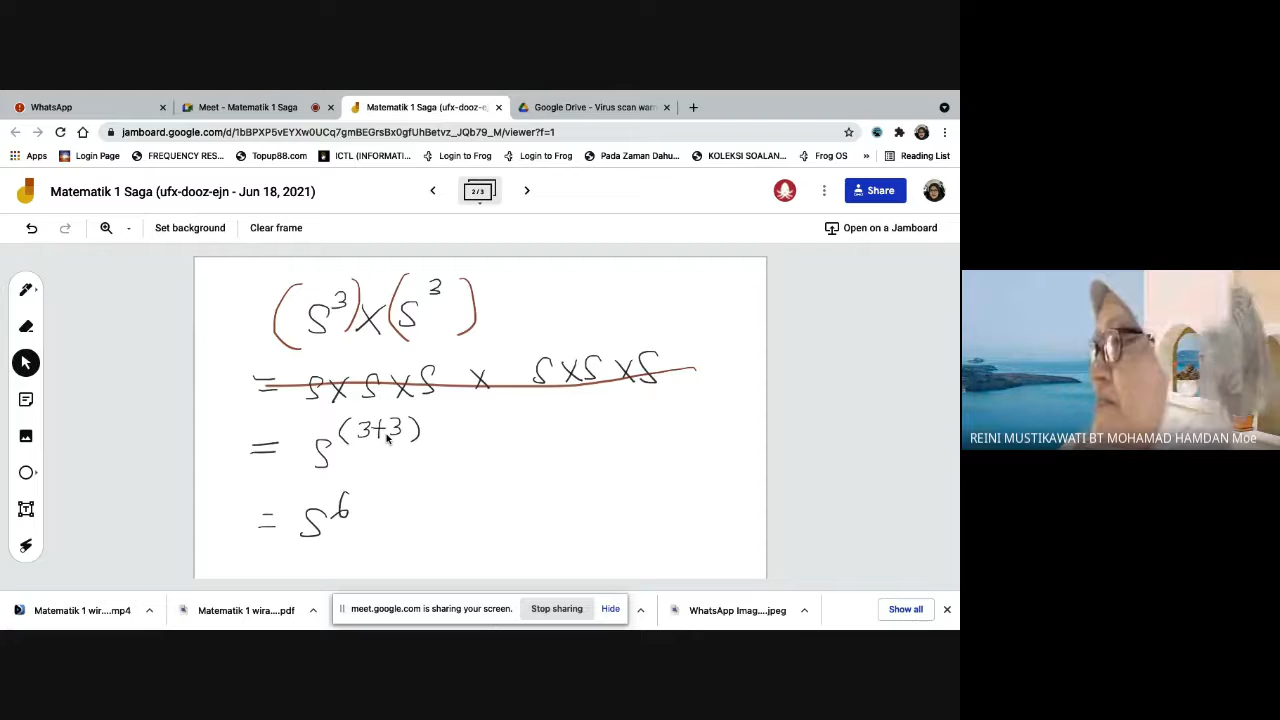 WhatsApp
Meet - Matematik 1 Saga
Matematik 1 Saga (ufx-dooz-e
Google Drive - Virus scan warn
jamboard.google.com/d/1bBPXP5vEYXw0UCq7gmBEGrsBx0gfUhBetvz_JQb79_M/viewer?f=1
Apps Login Page FREQUENCY RES... Topup88.com ICTL (INFORMATI... Login to Frog Login to Frog Pada Zaman Dahu... KOLEKSI SOALAN... Frog OS » Reading List
Matematik 1 Saga (ufx-dooz-ejn - Jun 18, 2021)
2/3
Share
Set background Clear frame Open on a Jamboard
(S³)×(S³)
= S×S×S × S×S×S
= S⁽³⁺³⁾
= S⁶
REINI MUSTIKAWATI BT MOHAMAD HAMDAN Moe
Matematik 1 wir....mp4 Matematik 1 wira....pdf meet.google.com is sharing your screen. Stop sharing Hide WhatsApp Imag....jpeg Show all